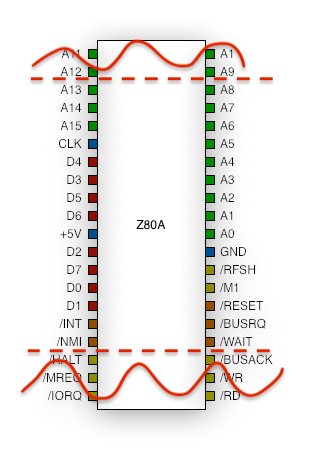 A11 A1
A12 A9
A13 A8
A14 A7
A15 A6
CLK A5
D4 A4
D3 A3
D5 A2
D6 A1
+5V A0
D2 GND
D7 /RFSH
D0 /M1
D1 /RESET
/INT /BUSRQ
/NMI /WAIT
/HALT /BUSACK
/MREQ /WR
/IORQ /RD
Z80A